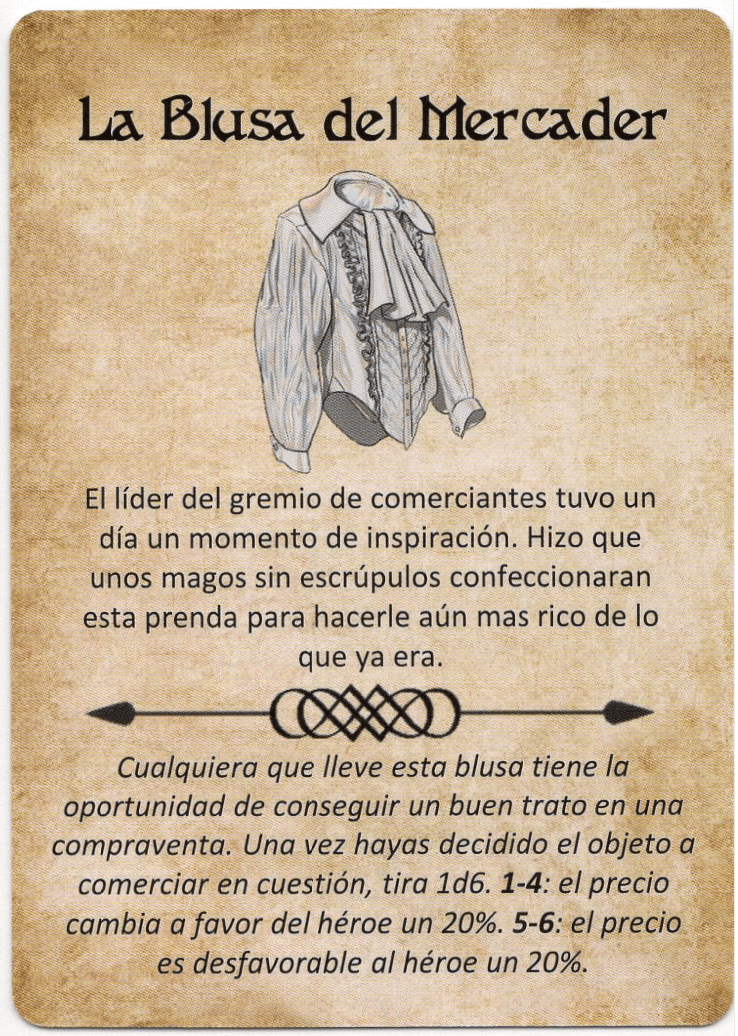 La Blusa del Mercader
El líder del gremio de comerciantes tuvo un
día un momento de inspiración. Hizo que
unos magos sin escrúpulos confeccionaran
esta prenda para hacerle aún mas rico de lo
que ya era.
Cualquiera que lleve esta blusa tiene la
oportunidad de conseguir un buen trato en una
compraventa. Una vez hayas decidido el objeto a
comerciar en cuestión, tira 1d6. 1-4: el precio
cambia a favor del héroe un 20%. 5-6: el precio
es desfavorable al héroe un 20%.